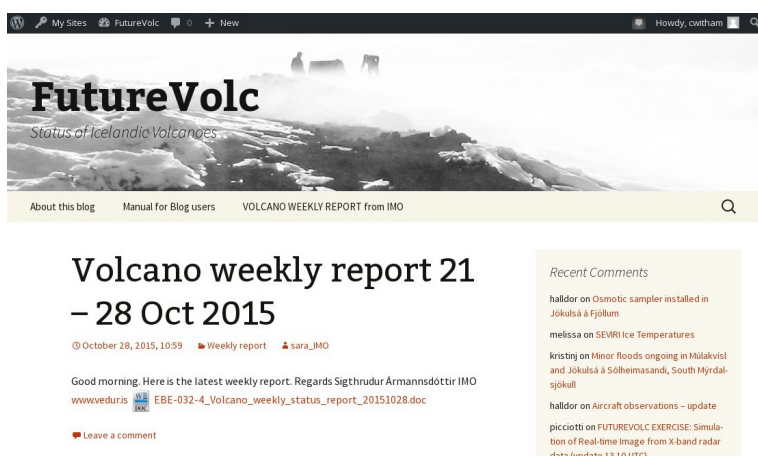 My Sites FutureVolc 0 New Howdy, cwitham
FutureVolc
Status of Icelandic Volcanoes
About this blog Manual for Blog users VOLCANO WEEKLY REPORT from IMO
Volcano weekly report 21
– 28 Oct 2015
October 28, 2015, 10:59 Weekly report sara_IMO
Good morning. Here is the latest weekly report. Regards Sigthrudur Ármannsdóttir IMO
www.vedur.is EBE-032-4_Volcano_weekly_status_report_20151028.doc
Leave a comment
Recent Comments
halldor on Osmotic sampler installed in
Jökulsá á Fjöllum
melissa on SEVIRI Ice Temperatures
kristinj on Minor floods ongoing in Múlakvísl
and Jökulsá á Sólheimasandi, South Mýrdal-
sjökull
halldor on Aircraft observations – update
picciotti on FUTUREVOLC EXERCISE: Simula-
tion of Real-time Image from X-band radar
data (update 13.10 UTC)